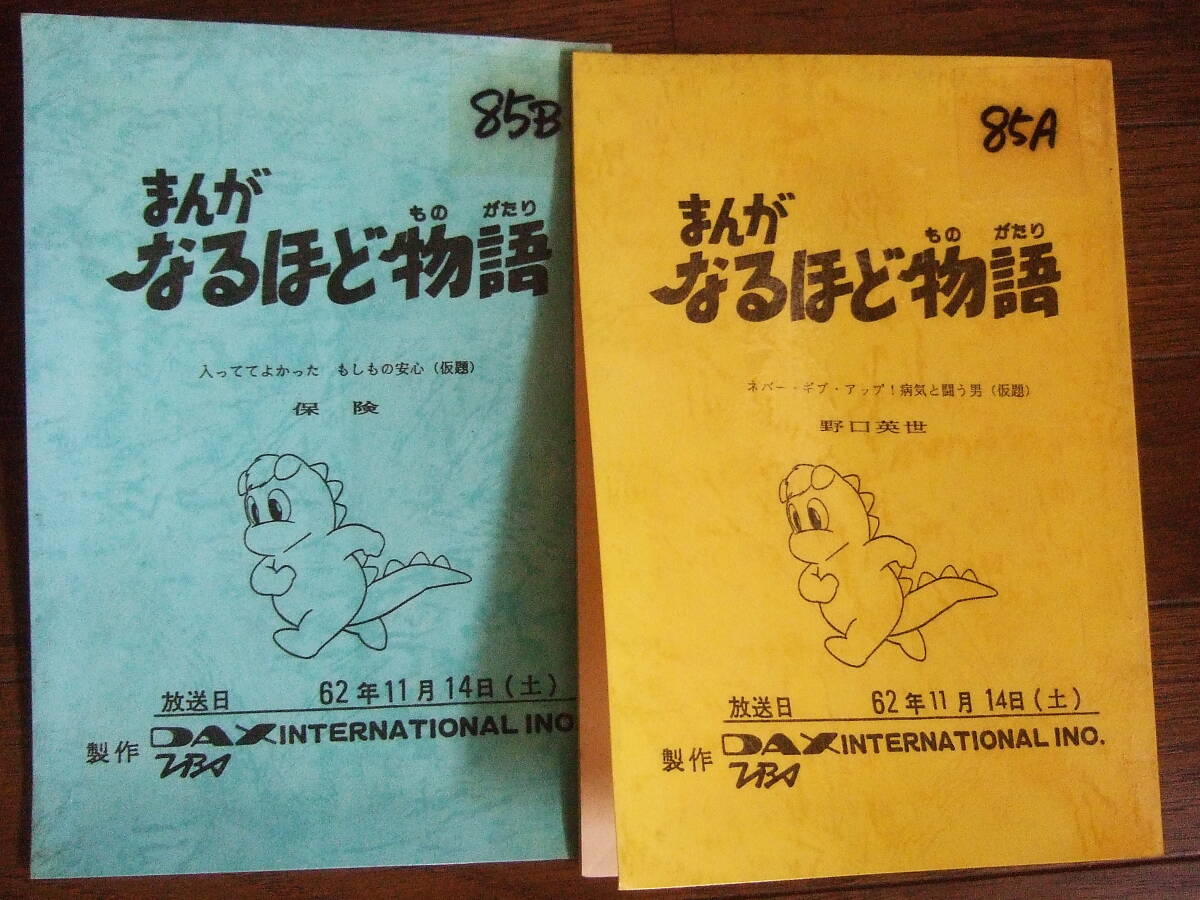 85B
まんが
もの がたり
なるほど物語
入っててよかった もしもの安心(仮題)
保険
放送日 62年11月14日(土)
製作 DAX INTERNATIONAL INO
TBS
85A
まんが
もの がたり
なるほど物語
ネバー・ギブ・アップ!病気と闘う男(仮題)
野口英世
放送日 62年11月14日(土)
製作 DAX INTERNATIONAL INO.
TBS